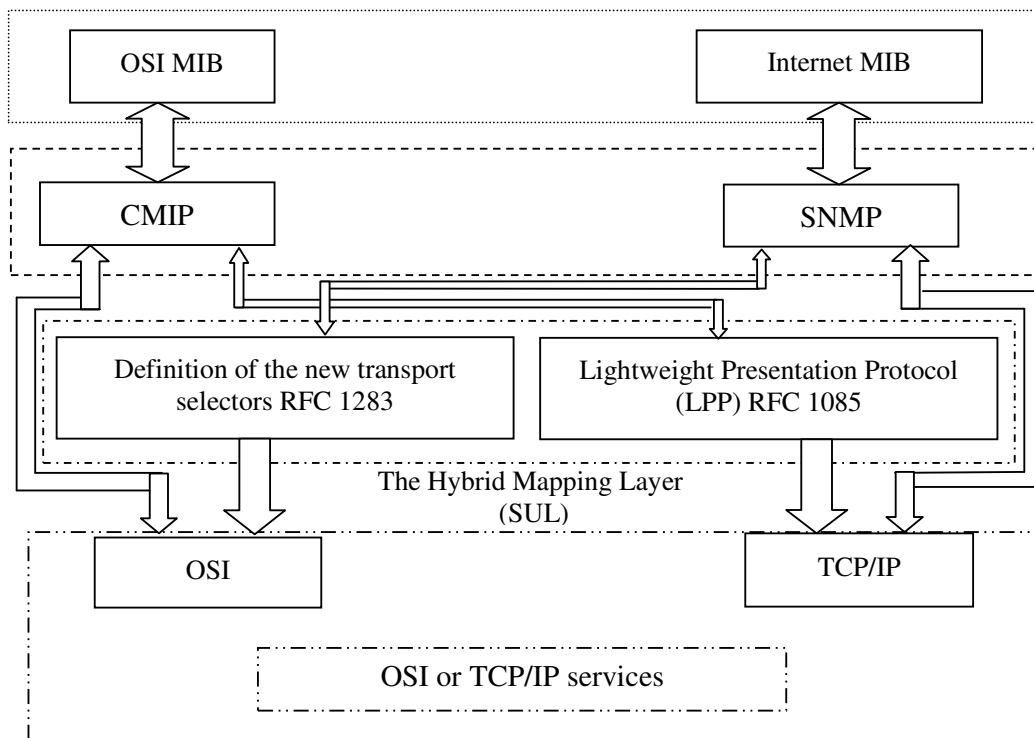 OSI MIB
Internet MIB
CMIP
SNMP
Definition of the new transport
selectors RFC 1283
Lightweight Presentation Protocol
(LPP) RFC 1085
The Hybrid Mapping Layer
(SUL)
OSI
TCP/IP
OSI or TCP/IP services